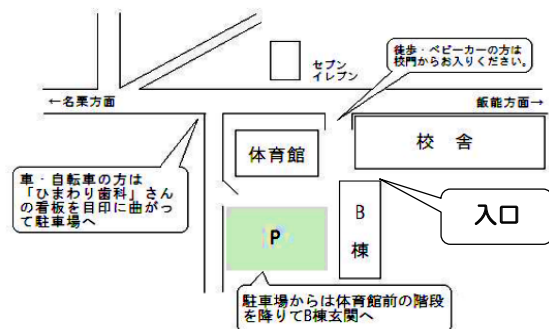 徒歩・ベビーカーの方は
校門からお入りください。
セブン
イレブン
←名栗方面
飯能方面→
体育館
校 舎
車・自転車の方は
「ひまわり歯科」さん
の看板を目印に曲がっ
て駐車場へ
B
棟
入口
P
駐車場からは体育館前の階段
を降りてB棟玄関へ